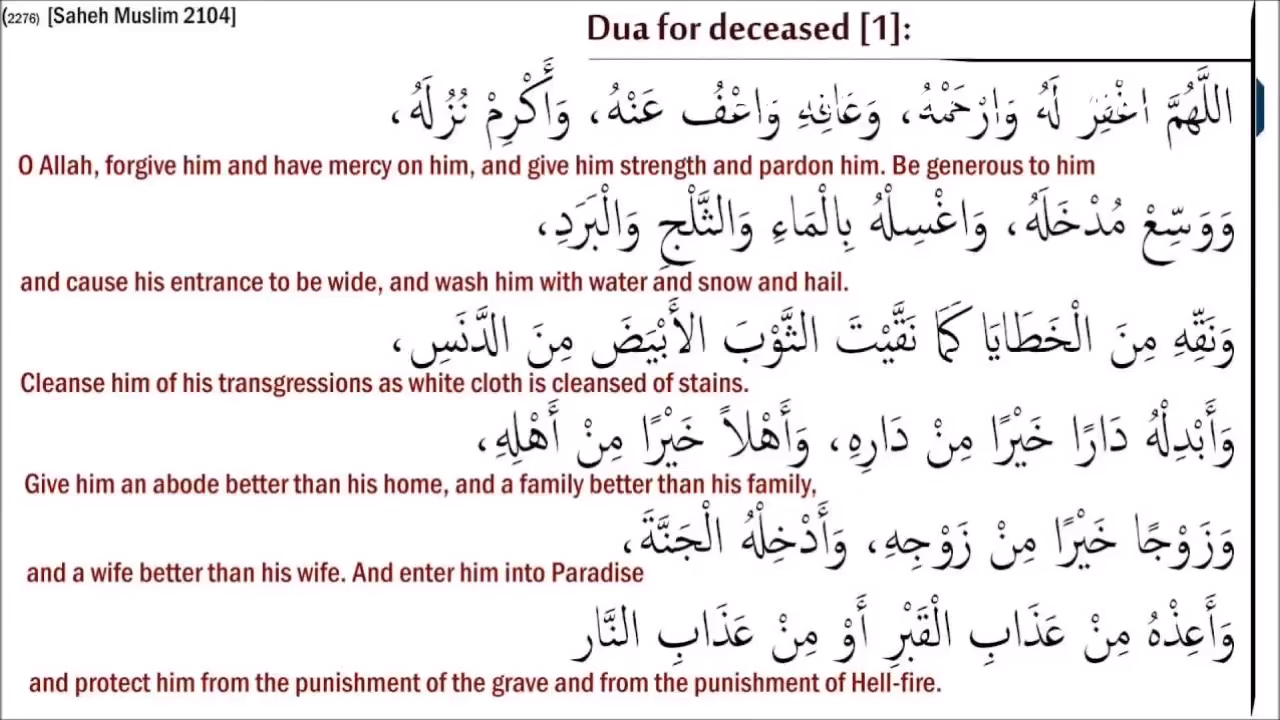 (2276) [Saheh Muslim 2104]
Dua for deceased [1]:
اللَّهُمَّ اغْفِرْ لَهُ وَارْحَمْهُ، وَعَافِهِ وَاعْفُ عَنْهُ، وَأَكْرِمْ نُزُلَهُ،
O Allah, forgive him and have mercy on him, and give him strength and pardon him. Be generous to him
وَوَسِّعْ مُدْخَلَهُ، وَاغْسِلْهُ بِالْمَاءِ وَالثَّلْجِ وَالْبَرَدِ،
and cause his entrance to be wide, and wash him with water and snow and hail.
وَنَقِّهِ مِنَ الْخَطَايَا كَمَا نَقَّيْتَ الثَّوْبَ الأَبْيَضَ مِنَ الدَّنَسِ،
Cleanse him of his transgressions as white cloth is cleansed of stains.
وَأَبْدِلْهُ دَارًا خَيْرًا مِنْ دَارِهِ، وَأَهْلاً خَيْرًا مِنْ أَهْلِهِ،
Give him an abode better than his home, and a family better than his family,
وَزَوْجًا خَيْرًا مِنْ زَوْجِهِ، وَأَدْخِلْهُ الْجَنَّةَ،
and a wife better than his wife. And enter him into Paradise
وَأَعِذْهُ مِنْ عَذَابِ الْقَبْرِ أَوْ مِنْ عَذَابِ النَّار
and protect him from the punishment of the grave and from the punishment of Hell-fire.